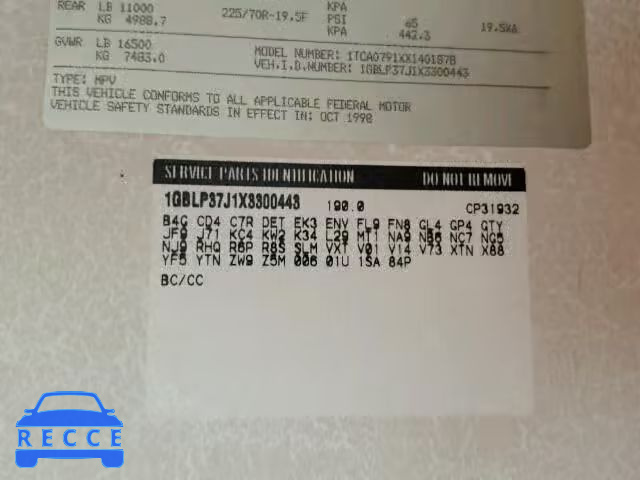 REAR LB 11000 KPA
KG 4988.7 225/70R-19.5F PSI 65 19.5X6
KPA 442.3
GVWR LB 16500
KG 7483.0 MODEL NUMBER: 1TCA0791XX140187B
VEH.I.D.NUMBER: 1GBLP37J1X3300443
TYPE: MPV
THIS VEHICLE CONFORMS TO ALL APPLICABLE FEDERAL MOTOR
VEHICLE SAFETY STANDARDS IN EFFECT IN: OCT 1998
SERVICE PARTS IDENTIFICATION DO NOT REMOVE
1GBLP37J1X3300443 190.0 CP31932
B4G CD4 C7R DET EK3 ENV FL9 FN8 GL4 GP4 QTY
JF9 J71 KC4 KW2 K34 L29 MT1 NA9 NB6 NC7 NG5
NJ9 RHQ R6P R8S SLM VXT V01 V14 V73 XTN X88
YF5 YTN ZW9 Z5M 006 01U 1SA 84P
BC/CC
RECCE